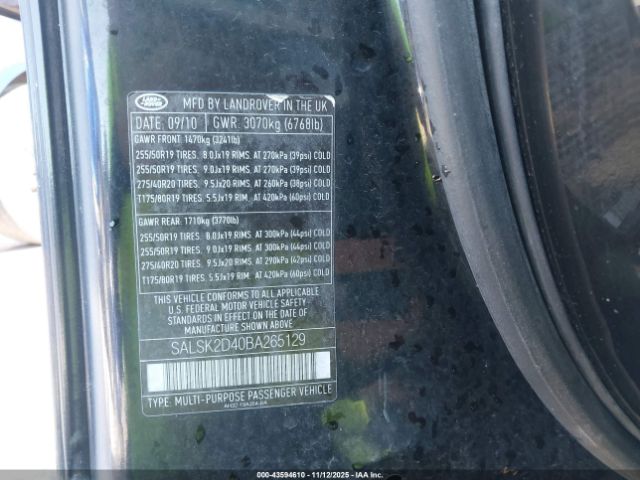 LAND ROVER
MFD BY LANDROVER IN THE UK
DATE: 09/10 GWR: 3070kg (6768lb)
GAWR FRONT: 1470kg (3241lb)
255/50R19 TIRES. 8.0Jx19 RIMS. AT 270kPa (39psi) COLD
255/50R19 TIRES. 9.0Jx19 RIMS. AT 270kPa (39psi) COLD
275/40R20 TIRES. 9.5Jx20 RIMS. AT 260kPa (38psi) COLD
T175/80R19 TIRES. 5.5Jx19 RIM. AT 420kPa (60psi) COLD
GAWR REAR: 1710kg (3770lb)
255/50R19 TIRES. 8.0Jx19 RIMS. AT 300kPa (44psi) COLD
255/50R19 TIRES. 9.0Jx19 RIMS. AT 300kPa (44psi) COLD
275/40R20 TIRES. 9.5Jx20 RIMS. AT 290kPa (42psi) COLD
T175/80R19 TIRES. 5.5Jx19 RIM. AT 420kPa (60psi) COLD
THIS VEHICLE CONFORMS TO ALL APPLICABLE
U.S. FEDERAL MOTOR VEHICLE SAFETY
STANDARDS IN EFFECT ON THE DATE OF
MANUFACTURE SHOWN ABOVE
SALSK2D40BA265129
TYPE: MULTI-PURPOSE PASSENGER VEHICLE
© 00-43594610 - 11/12/2025 - IAAI.COM